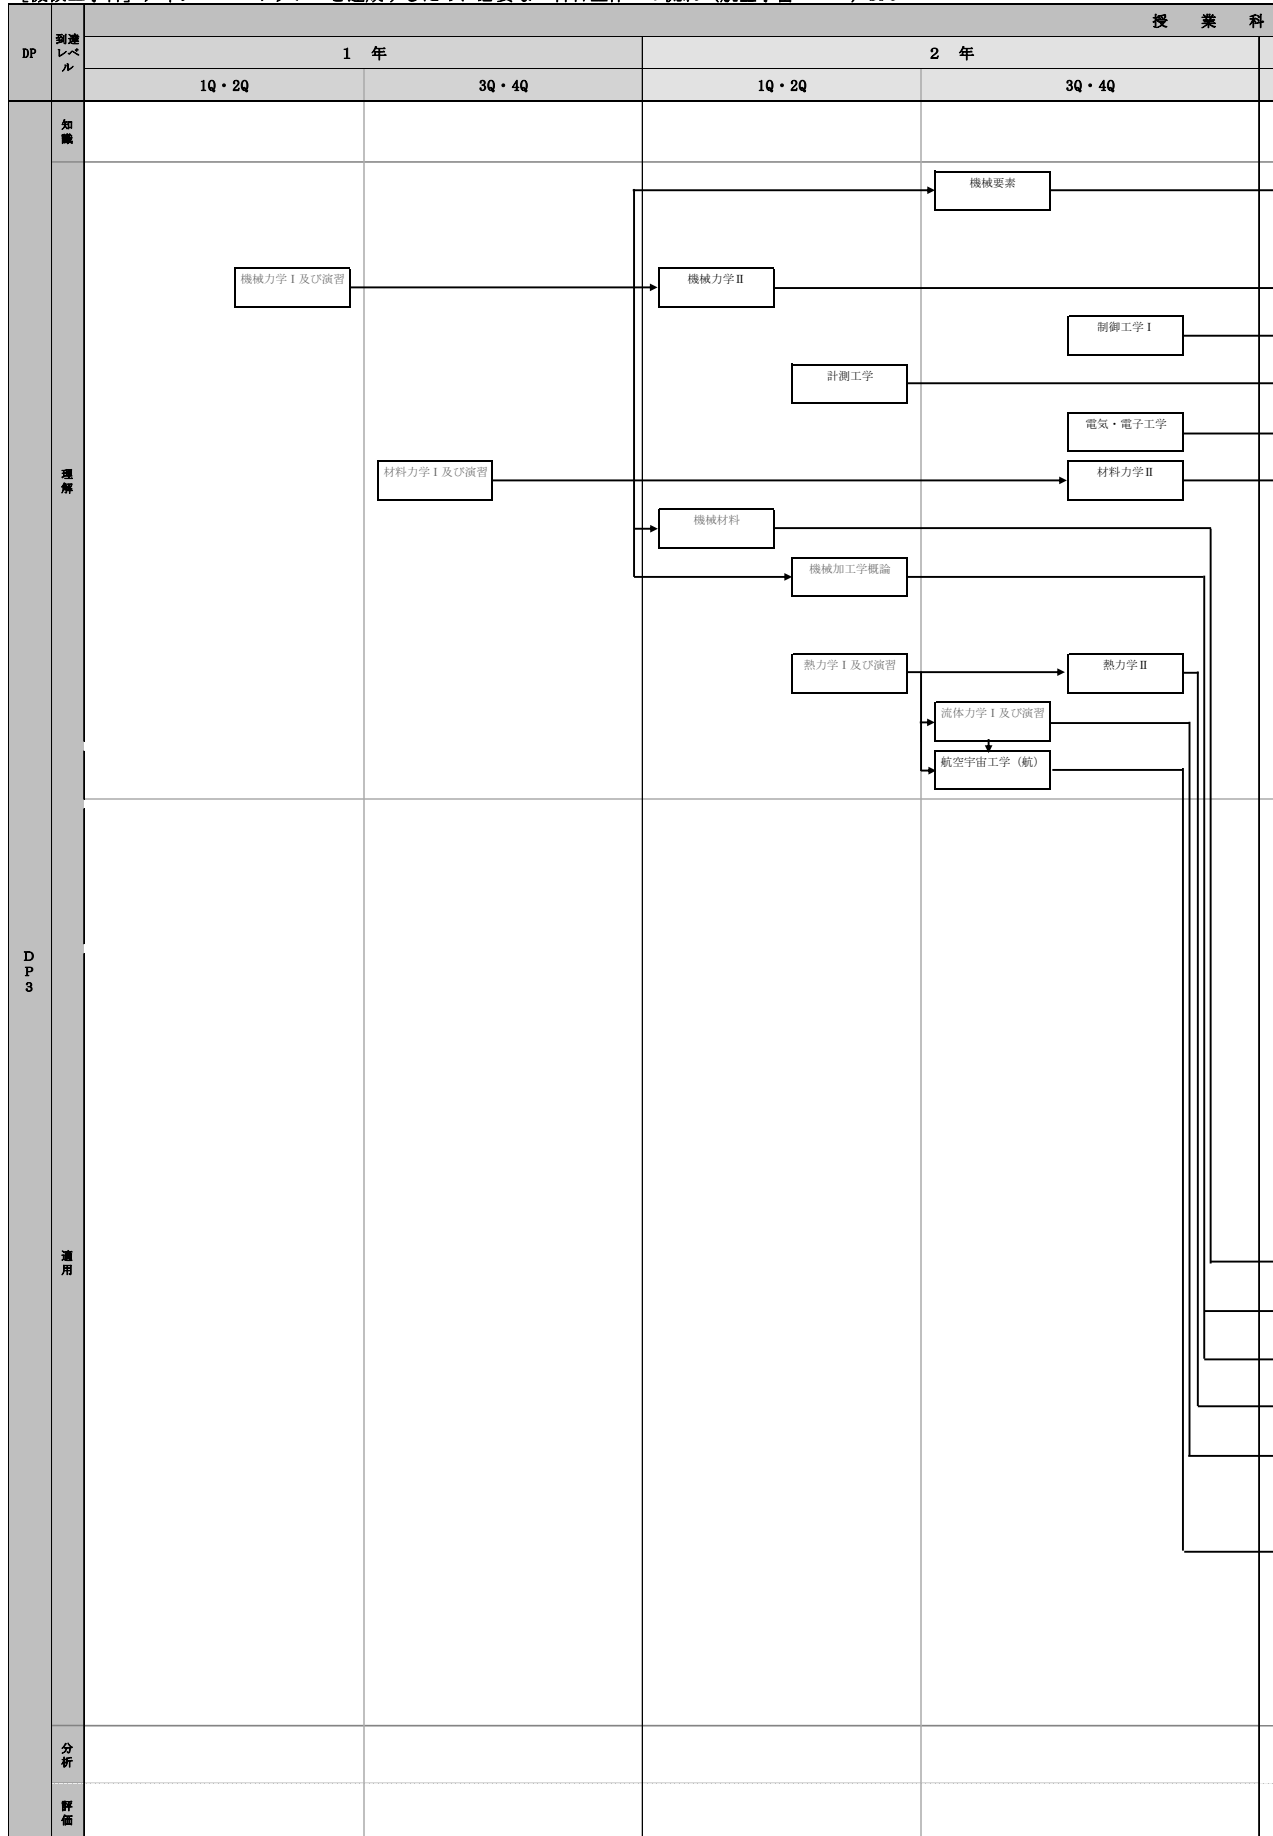 授 業 科
DP
到達
レベ
ル
1 年
2 年
1Q・2Q
3Q・4Q
1Q・2Q
3Q・4Q
知
識
機械要素
機械力学Ⅰ及び演習
機械力学Ⅱ
制御工学Ⅰ
計測工学
電気・電子工学
理
解
材料力学Ⅰ及び演習
材料力学Ⅱ
機械材料
機械加工学概論
熱力学Ⅰ及び演習
熱力学Ⅱ
流体力学Ⅰ及び演習
航空宇宙工学（航）
D
P
3
適
用
分
析
評
価